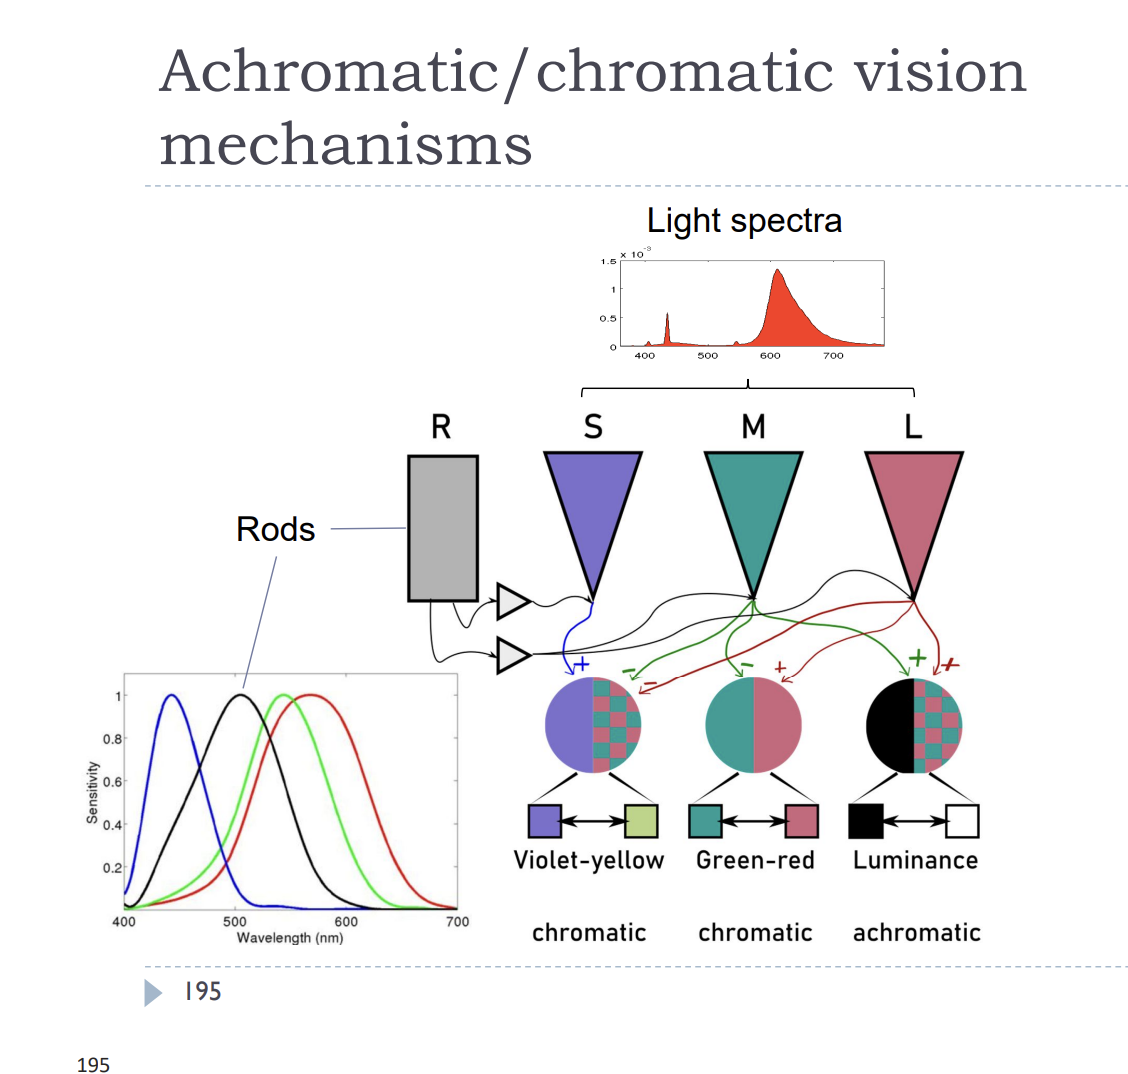 Achromatic/chromatic vision
mechanisms
Light spectra
x 10⁻³
1.5
1
0.5
0
400 500 600 700
R S M L
Rods
+ − − − + + +
1
0.8
0.6
0.4
0.2
Sensitivity
400 500 600 700
Wavelength (nm)
Violet-yellow Green-red Luminance
chromatic chromatic achromatic
195
195